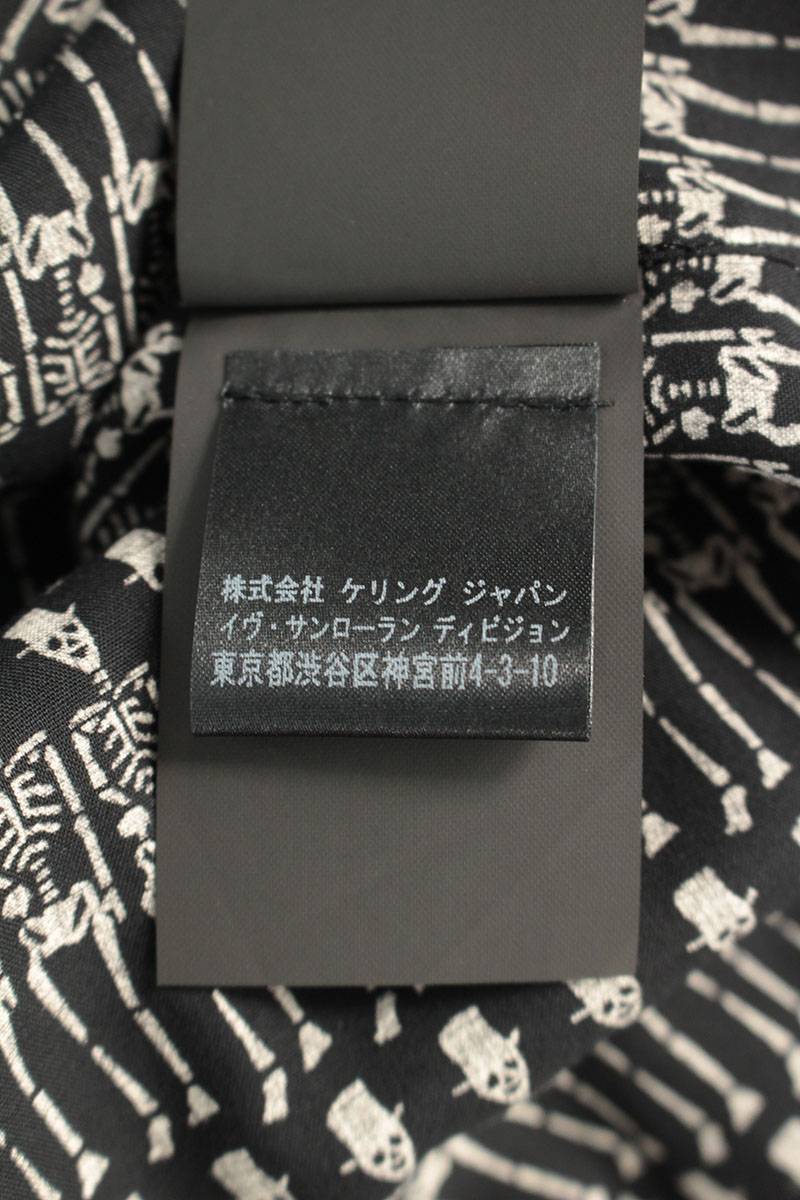 株式会社 ケリング ジャパン
イヴ・サンローラン ディビジョン
東京都渋谷区神宮前4-3-10